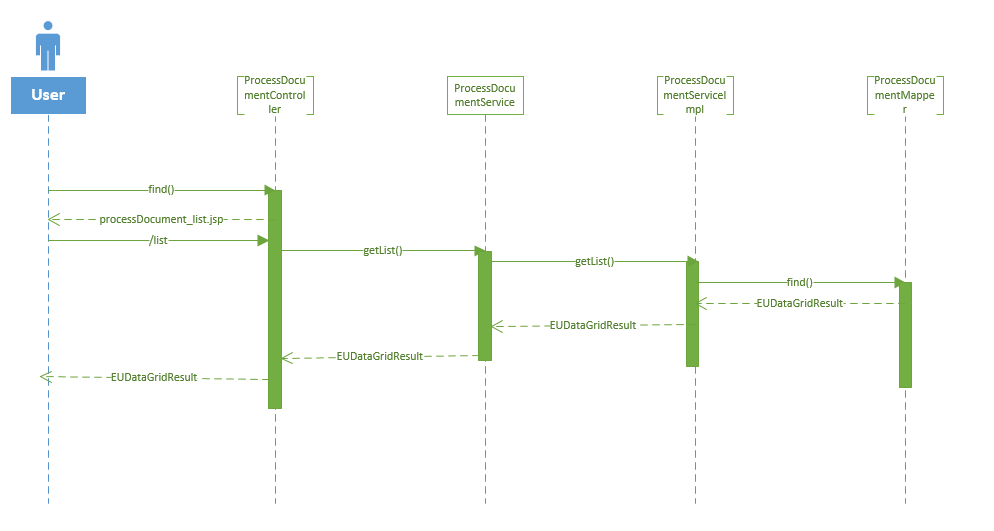 User
ProcessDocu
mentControl
ler
ProcessDocu
mentService
ProcessDocu
mentServiceI
mpl
ProcessDocu
mentMappe
r
find()
processDocument_list.jsp
/list
getList()
getList()
find()
EUDataGridResult
EUDataGridResult
EUDataGridResult
EUDataGridResult